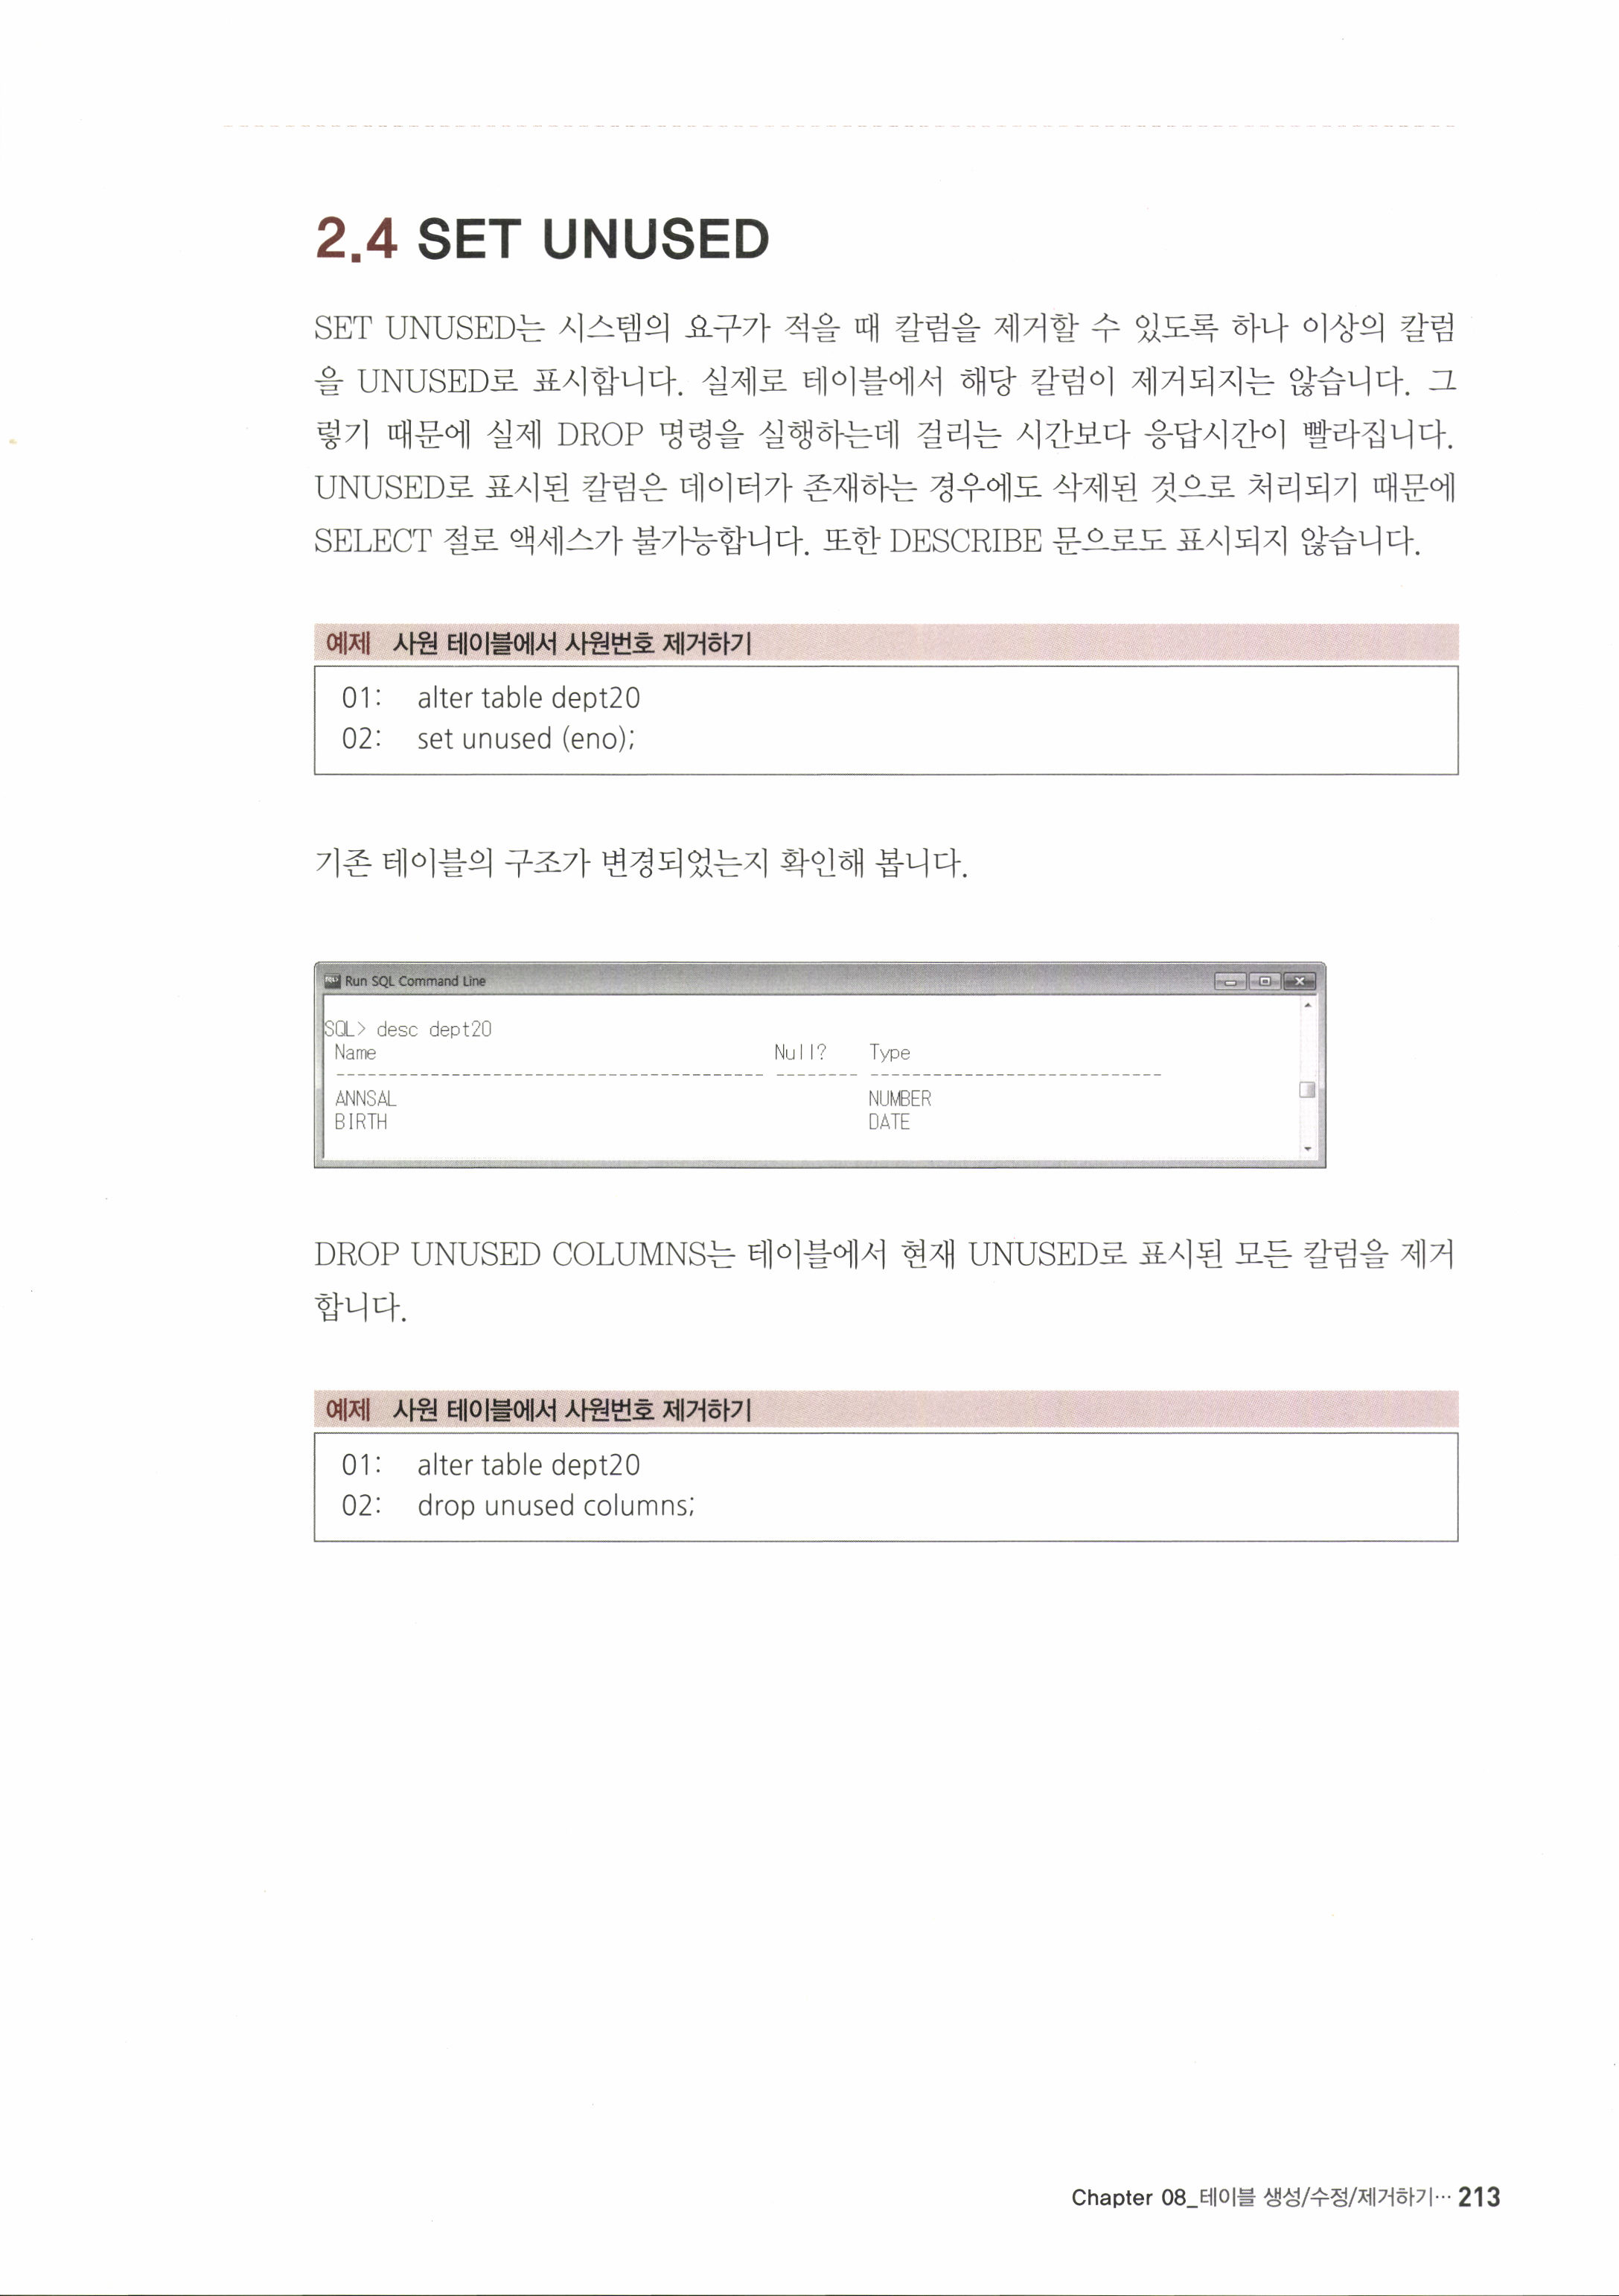 2.4 SET UNUSED
SET UNUSED는 시스템의 요구가 적을 때 칼럼을 제거할 수 있도록 하나 이상의 칼럼
을 UNUSED로 표시합니다. 실제로 테이블에서 해당 칼럼이 제거되지는 않습니다. 그
렇기 때문에 실제 DROP 명령을 실행하는데 걸리는 시간보다 응답시간이 빨라집니다.
UNUSED로 표시된 칼럼은 데이터가 존재하는 경우에도 삭제된 것으로 처리되기 때문에
SELECT 절로 액세스가 불가능합니다. 또한 DESCRIBE 문으로도 표시되지 않습니다.
예제 사원 테이블에서 사원번호 제거하기
01: alter table dept20
02: set unused (eno);
기존 테이블의 구조가 변경되었는지 확인해 봅니다.
Run SQL Command Line
SQL> desc dept20
Name Null? Type
----------------------------------------- -------- ----------------------------
ANNSAL NUMBER
BIRTH DATE
DROP UNUSED COLUMNS는 테이블에서 현재 UNUSED로 표시된 모든 칼럼을 제거
합니다.
예제 사원 테이블에서 사원번호 제거하기
01: alter table dept20
02: drop unused columns;
Chapter 08_테이블 생성/수정/제거하기… 213